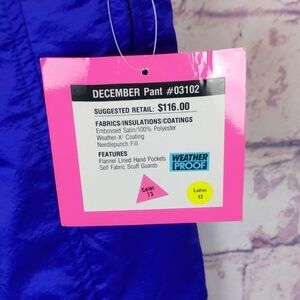 DECEMBER Pant #03102
SUGGESTED RETAIL: $116.00
FABRICS/INSULATIONS/COATINGS
Embossed Satin/100% Polyester
Weather-X² Coating
Needlepunch Fill
FEATURES
Flannel Lined Hand Pockets
Self Fabric Scuff Guards
WEATHER
PROOF
Color
73
Ladies
12